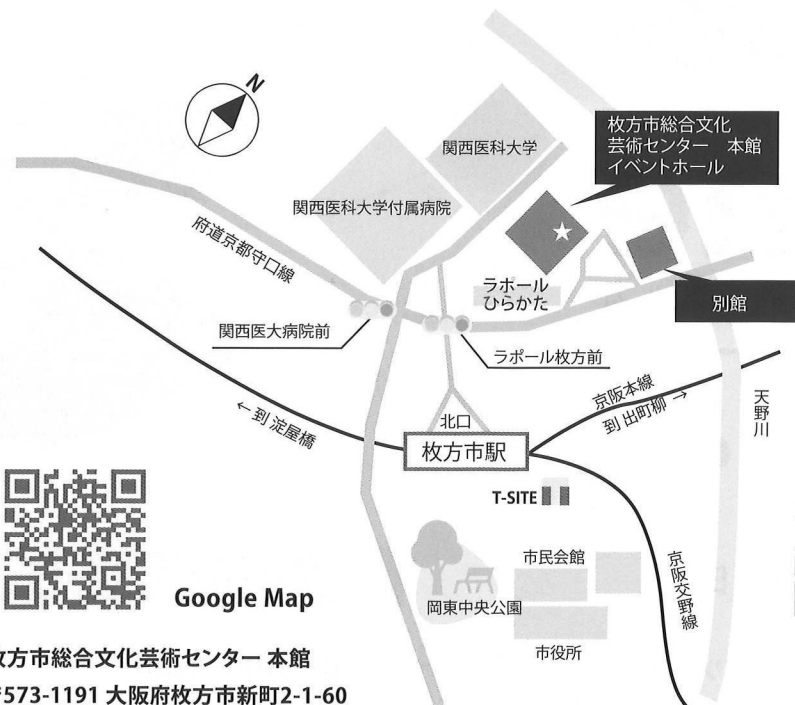 N
枚方市総合文化
芸術センター 本館
イベントホール
関西医科大学
関西医科大学付属病院
府道京都守口線
ラポール
ひらかた
別館
関西医大病院前
ラポール枚方前
天野川
京阪本線
到 出町柳 →
← 到 淀屋橋
北口
枚方市駅
T-SITE
市民会館
京阪交野線
岡東中央公園
市役所
Google Map
枚方市総合文化芸術センター 本館
〒573-1191 大阪府枚方市新町2-1-60